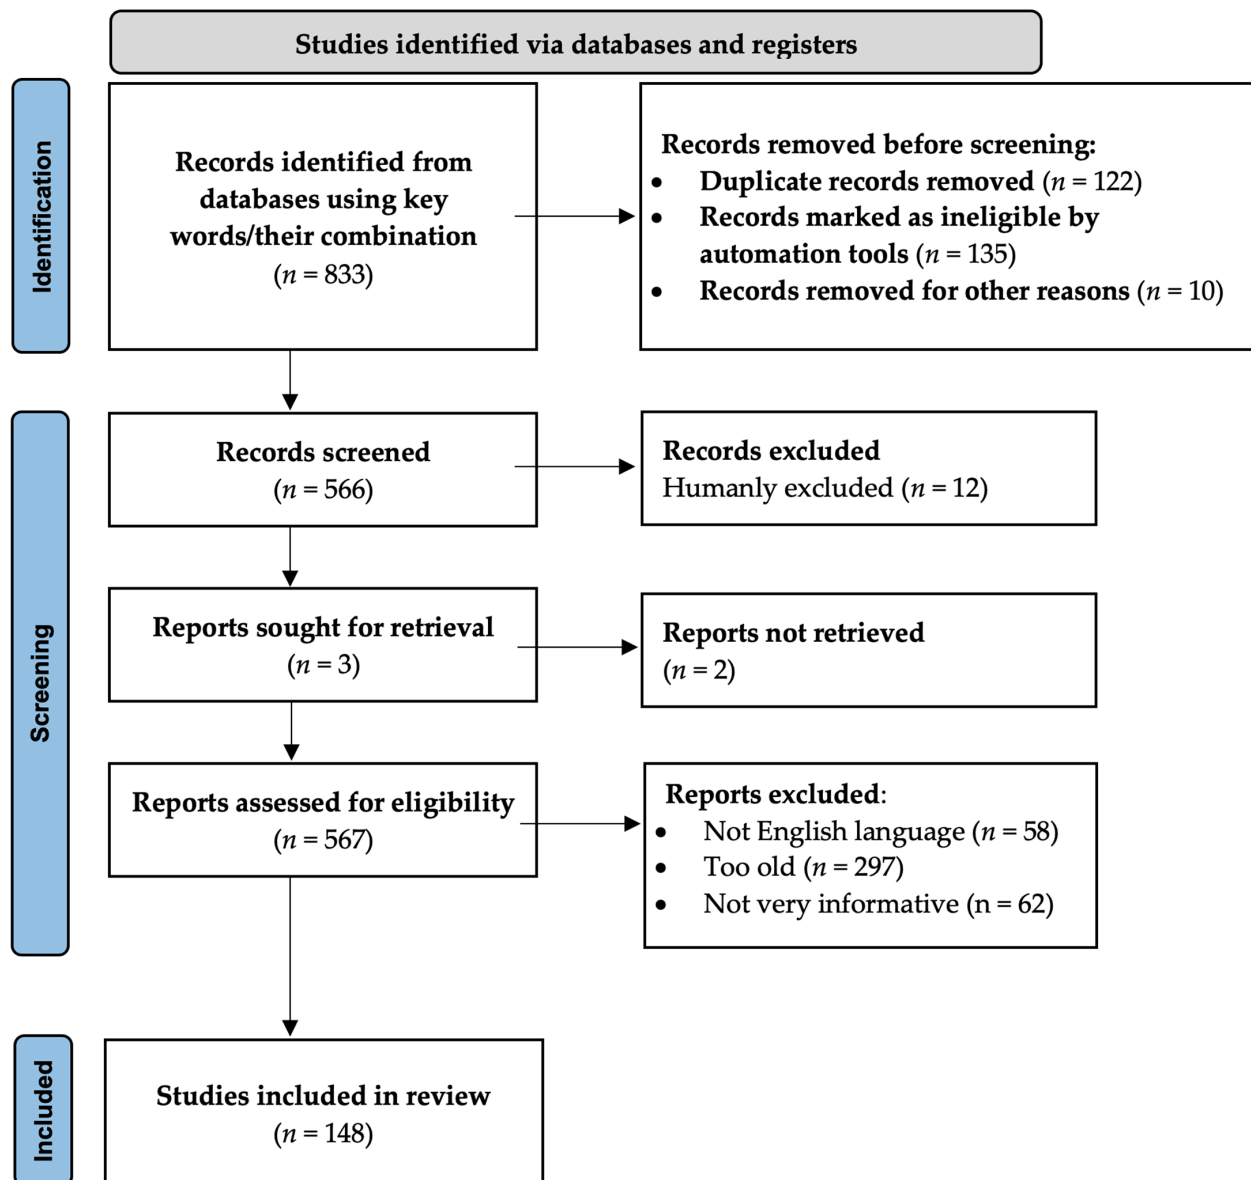 Studies identified via databases and registers
Identification
Records identified from
databases using key
words/their combination
(n = 833)
Records removed before screening:
• Duplicate records removed (n = 122)
• Records marked as ineligible by
automation tools (n = 135)
• Records removed for other reasons (n = 10)
Screening
Records screened
(n = 566)
Records excluded
Humanly excluded (n = 12)
Reports sought for retrieval
(n = 3)
Reports not retrieved
(n = 2)
Reports assessed for eligibility
(n = 567)
Reports excluded:
• Not English language (n = 58)
• Too old (n = 297)
• Not very informative (n = 62)
Included
Studies included in review
(n = 148)